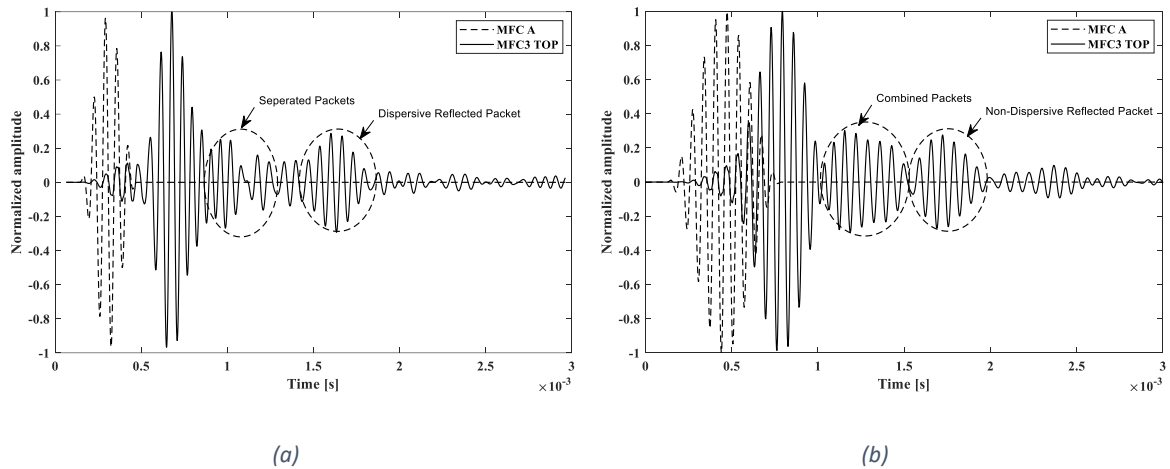 MFC A
MFC3 TOP
Seperated Packets
Dispersive Reflected Packet
Normalized amplitude
1
0.8
0.6
0.4
0.2
0
-0.2
-0.4
-0.6
-0.8
-1
0 0.5 1 1.5 2 2.5 3
Time [s]
×10⁻³
(a)
MFC A
MFC3 TOP
Combined Packets
Non-Dispersive Reflected Packet
Normalized amplitude
1
0.8
0.6
0.4
0.2
0
-0.2
-0.4
-0.6
-0.8
-1
0 0.5 1 1.5 2 2.5 3
Time [s]
×10⁻³
(b)